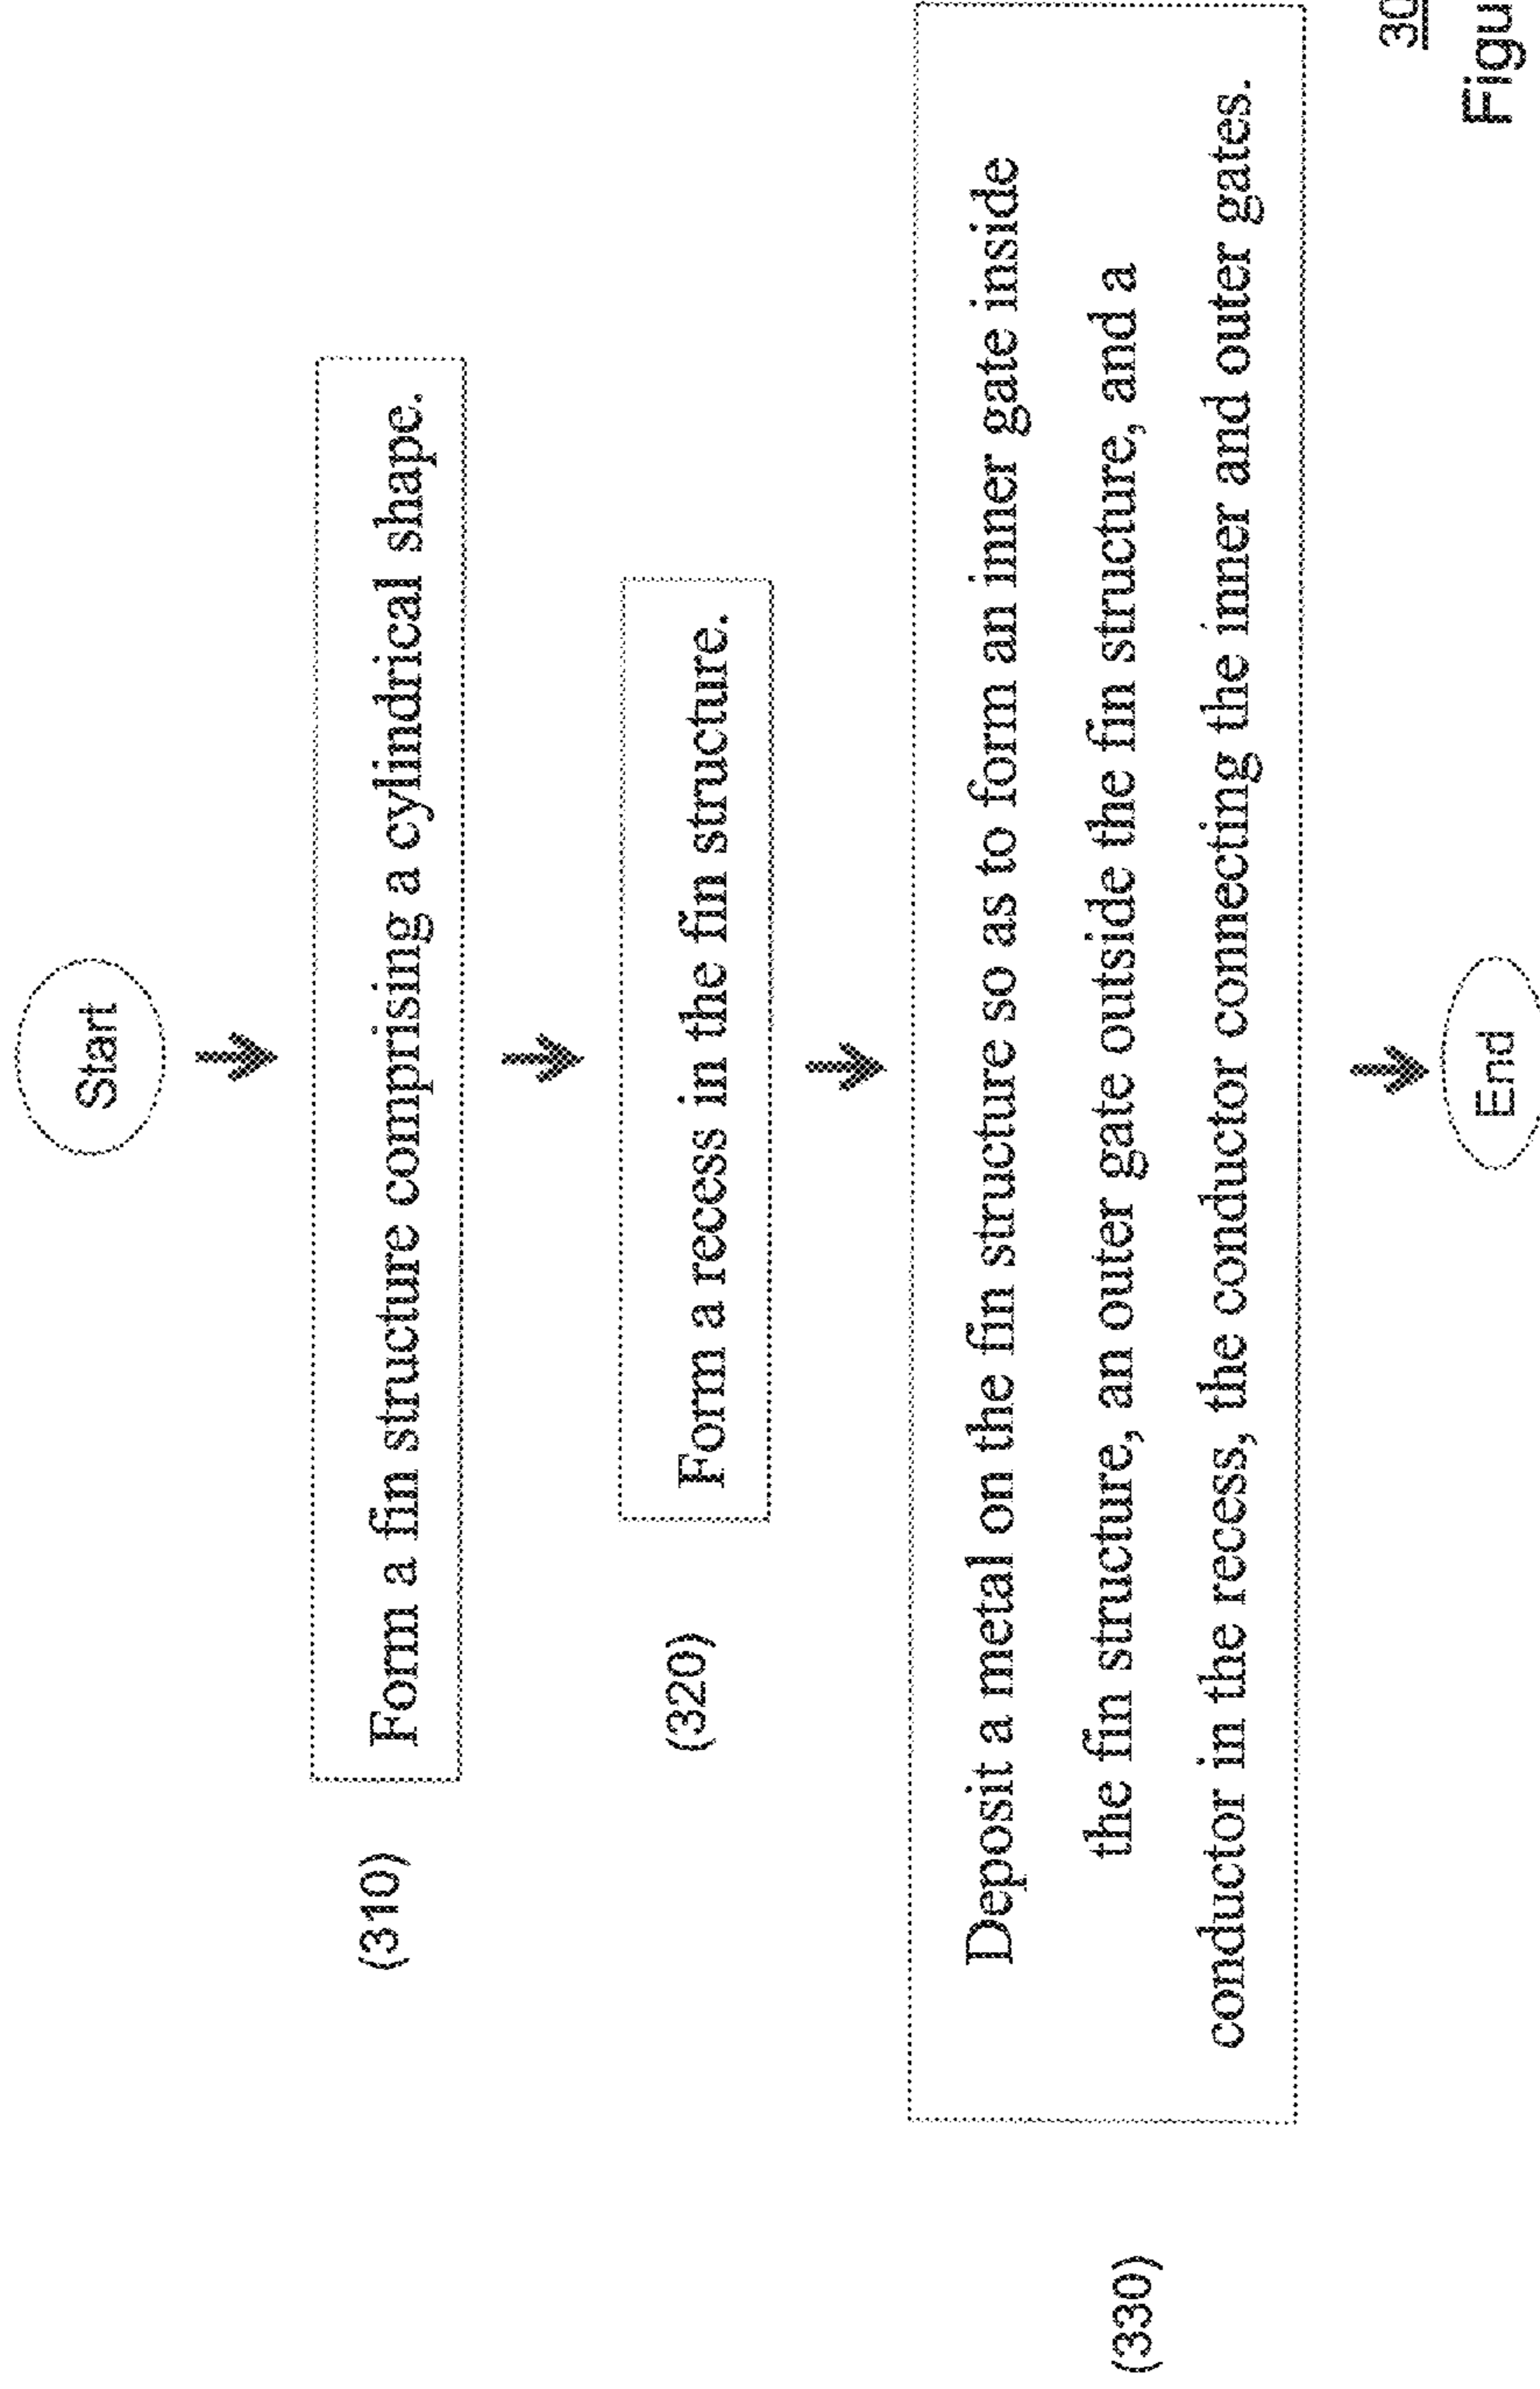 Start
(310)
Form a fin structure comprising a cylindrical shape.
(320)
Form a recess in the fin structure.
(330)
Deposit a metal on the fin structure so as to form an inner gate inside
the fin structure, an outer gate outside the fin structure, and a
conductor in the recess, the conductor connecting the inner and outer gates.
End